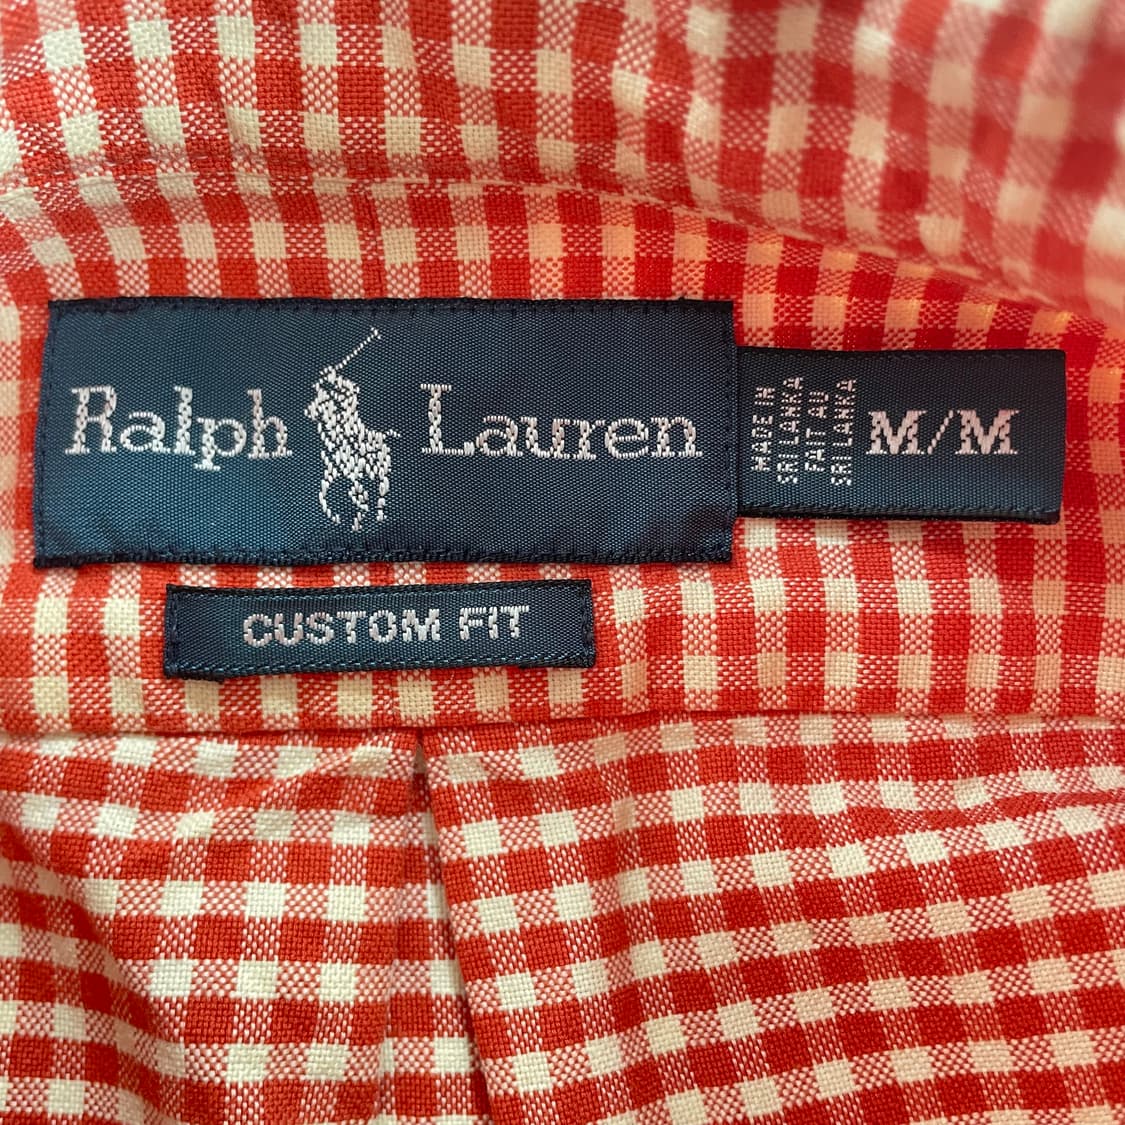 Ralph Lauren
MADE IN
SRI LANKA
FAIT AU
SRI LANKA
M/M
CUSTOM FIT